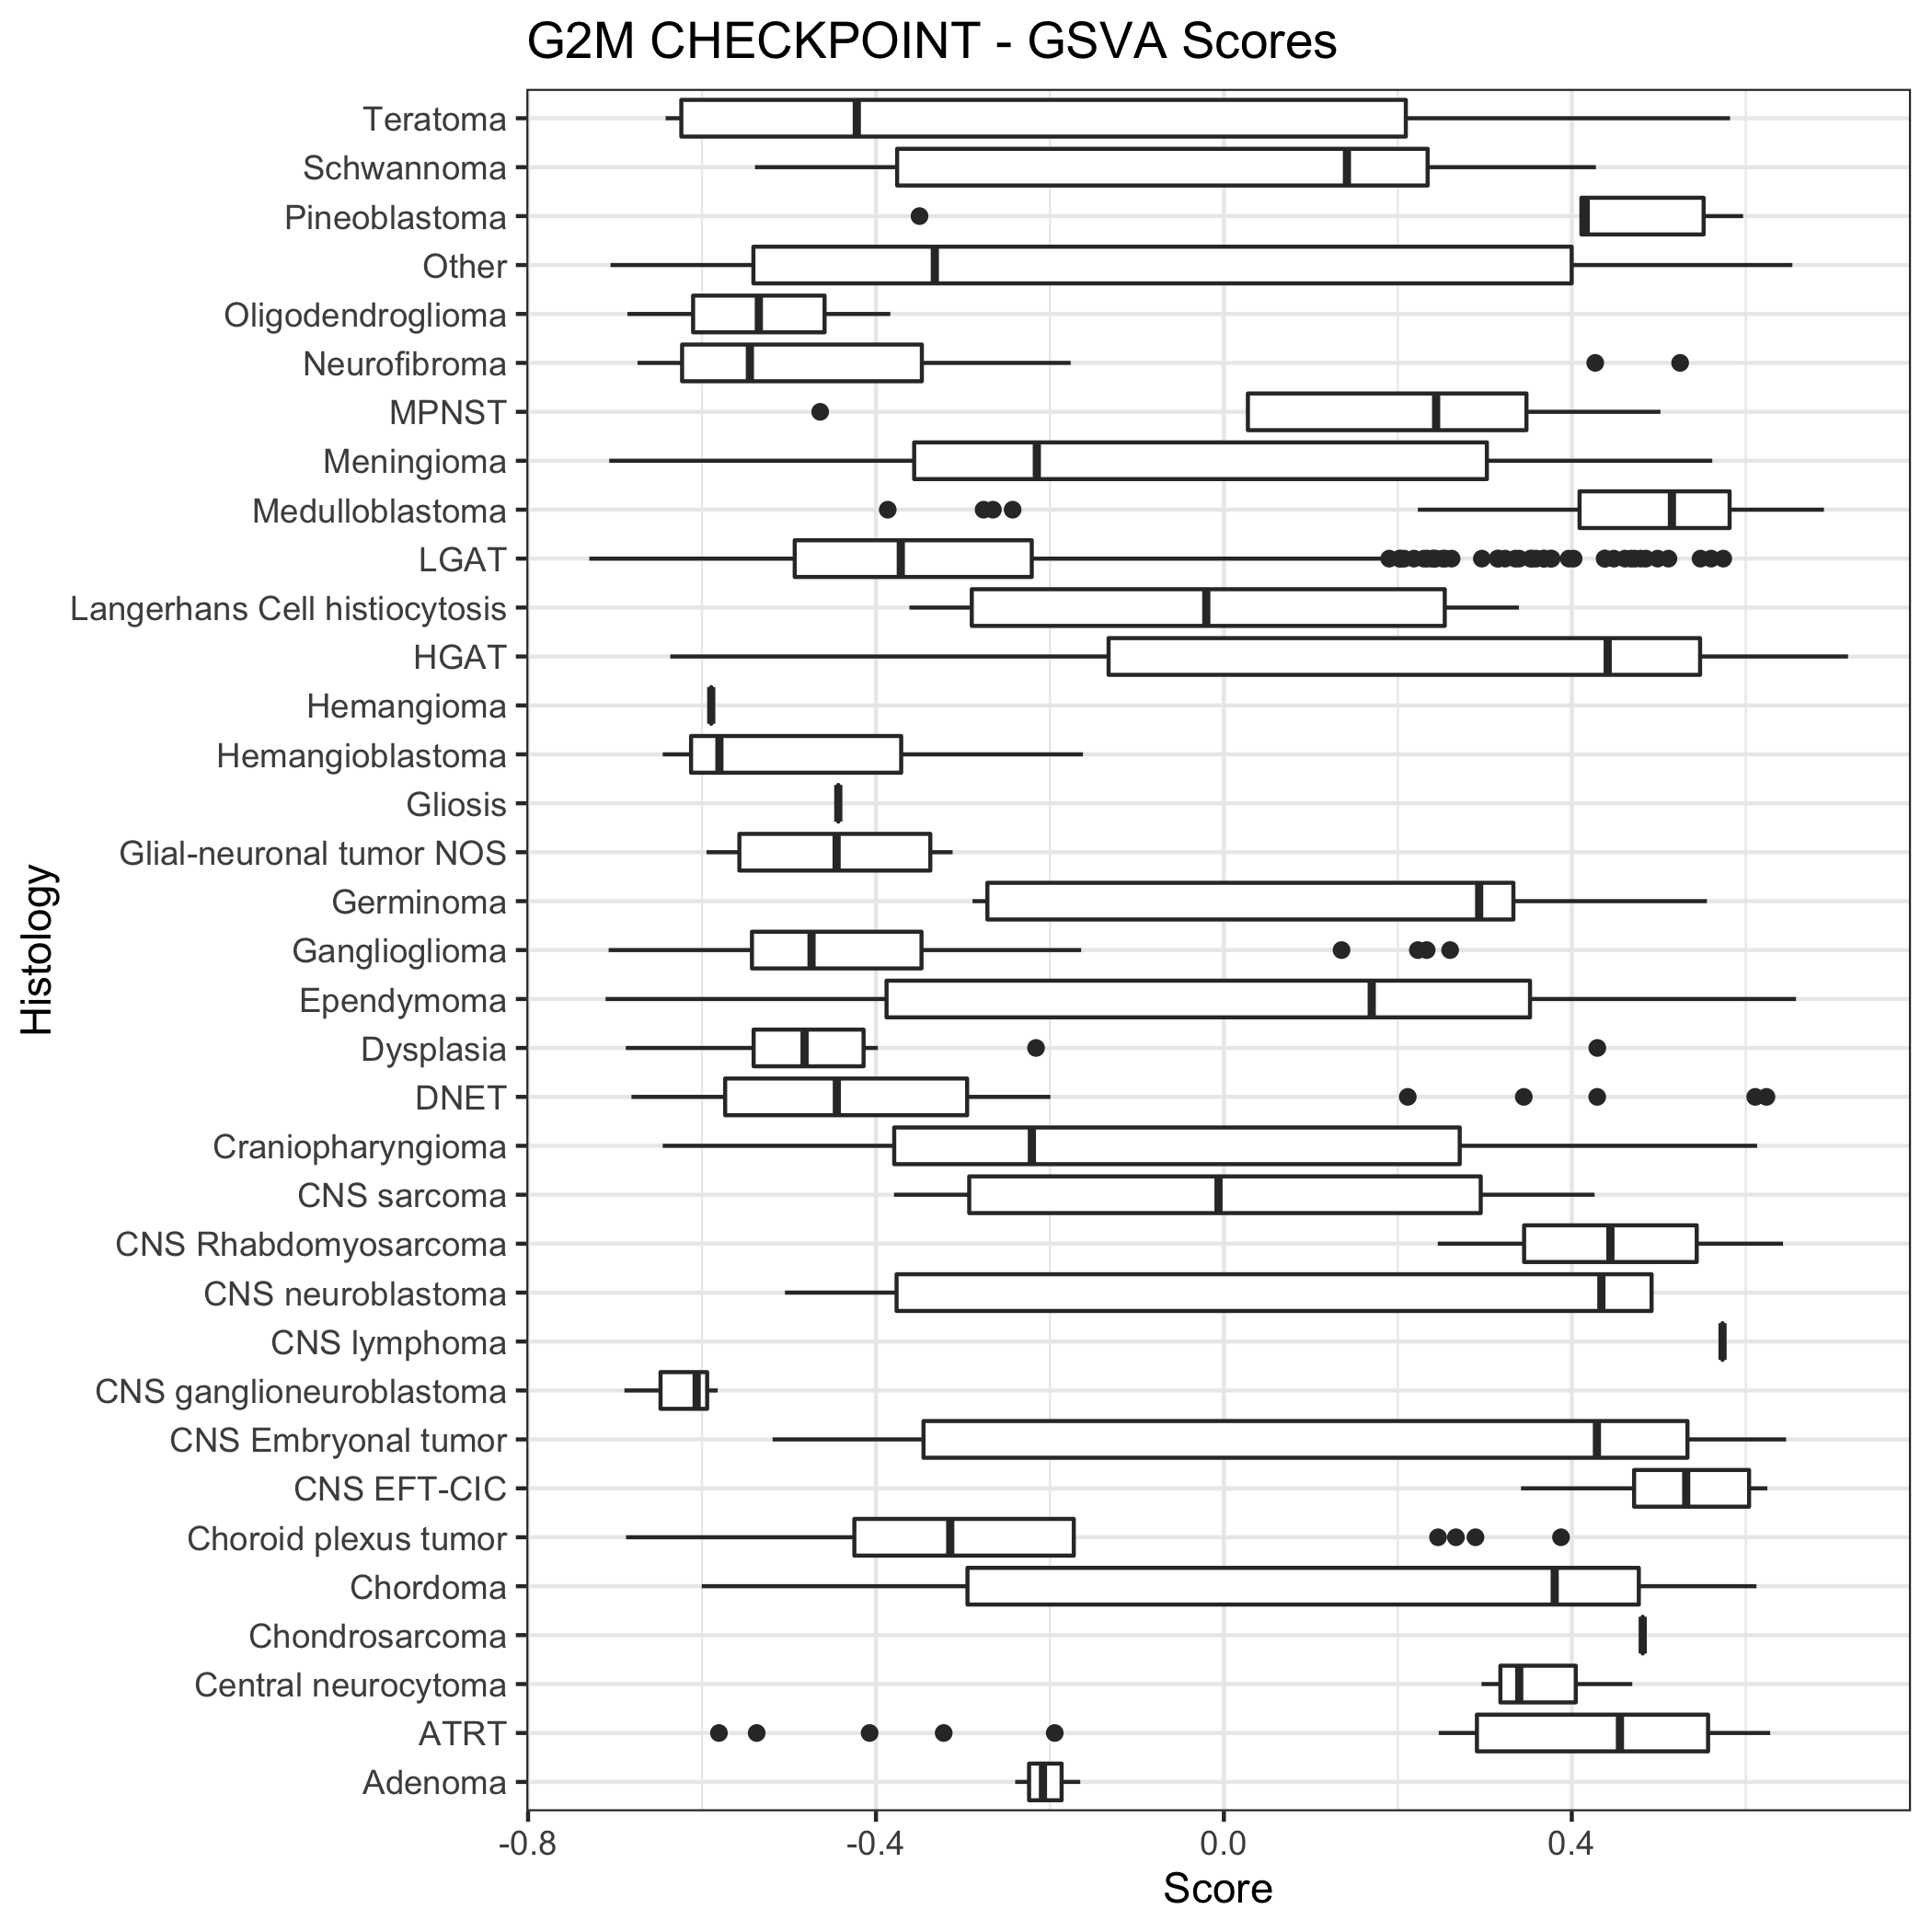 G2M CHECKPOINT - GSVA Scores
Teratoma
Schwannoma
Pineoblastoma
Other
Oligodendroglioma
Neurofibroma
MPNST
Meningioma
Medulloblastoma
LGAT
Langerhans Cell histiocytosis
HGAT
Hemangioma
Hemangioblastoma
Gliosis
Glial-neuronal tumor NOS
Germinoma
Ganglioglioma
Ependymoma
Dysplasia
DNET
Craniopharyngioma
CNS sarcoma
CNS Rhabdomyosarcoma
CNS neuroblastoma
CNS lymphoma
CNS ganglioneuroblastoma
CNS Embryonal tumor
CNS EFT-CIC
Choroid plexus tumor
Chordoma
Chondrosarcoma
Central neurocytoma
ATRT
Adenoma
Histology
-0.8 -0.4 0.0 0.4
Score